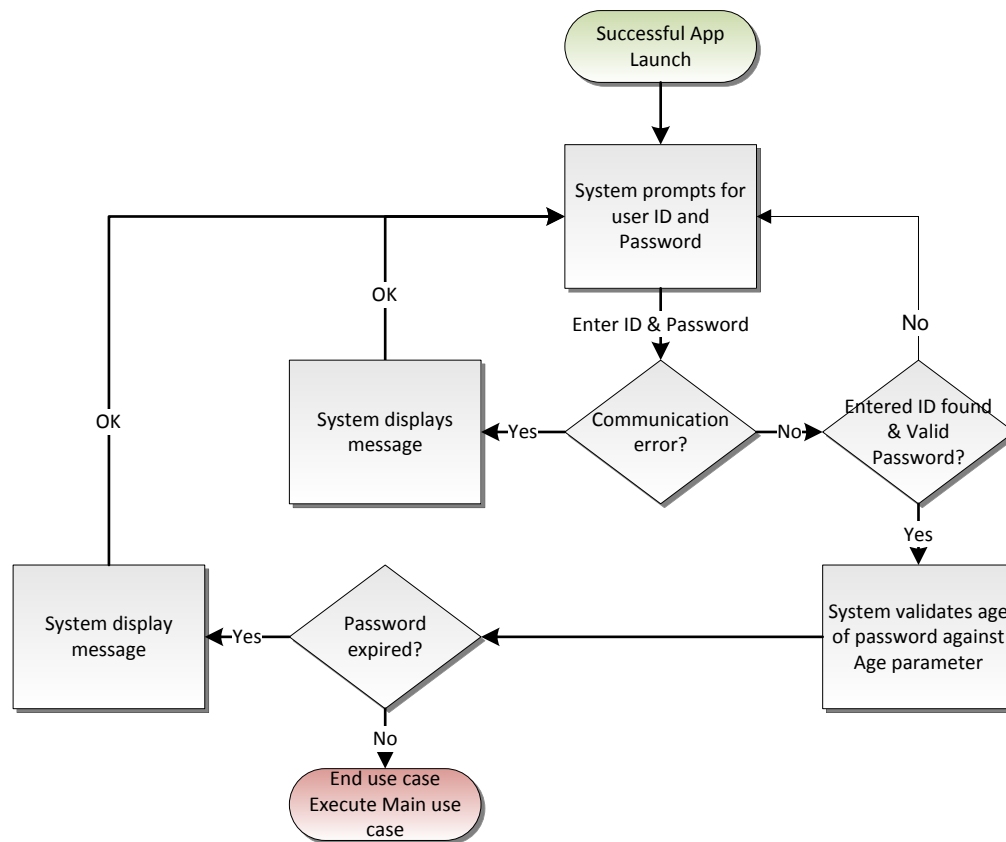 Successful App
Launch
System prompts for
user ID and
Password
OK
Enter ID & Password
No
OK
System displays
message
Yes
Communication
error?
No
Entered ID found
& Valid
Password?
Yes
System display
message
Yes
Password
expired?
System validates age
of password against
Age parameter
No
End use case
Execute Main use
case